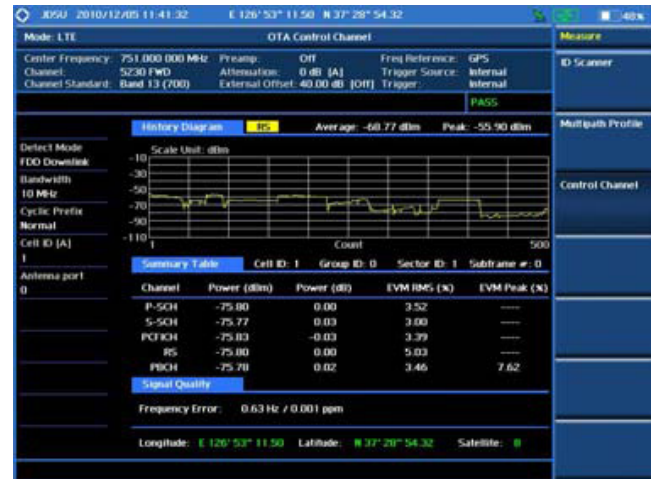 JDSU 2010/12/05 11:41:32 E 126° 53" 11.50 N 37° 28" 54.32 48%
Mode: LTE OTA Control Channel Measure
Center Frequency: 751.000 000 MHz Preamp: Off Freq Reference: GPS
Channel: 5230 FWD Attenuation: 0 dB [A] Trigger Source: Internal
Channel Standard: Band 13 (700) External Offset: 40.00 dB [Off] Trigger: Internal
ID Scanner
PASS
History Diagram RS Average: -60.77 dBm Peak: -55.90 dBm
Multipath Profile
Detect Mode
FDD Downlink
Scale Unit: dBm
-10
-30
-50
-70
-90
-110
1 Count 500
Bandwidth
10 MHz
Control Channel
Cyclic Prefix
Normal
Cell ID [A]
1
Antenna port
0
Summary Table Cell ID: 1 Group ID: 0 Sector ID: 1 Subframe #: 0
Channel Power (dBm) Power (dB) EVM RMS (%) EVM Peak (%)
P-SCH -75.80 0.00 3.52 ----
S-SCH -75.77 0.03 3.00 ----
PCFICH -75.83 -0.03 3.39 ----
RS -75.80 0.00 5.03 ----
PBCH -75.78 0.02 3.46 7.62
Signal Quality
Frequency Error: 0.63 Hz / 0.001 ppm
Longitude: E 126° 53" 11.50 Latitude: N 37° 28" 54.32 Satellite: 8